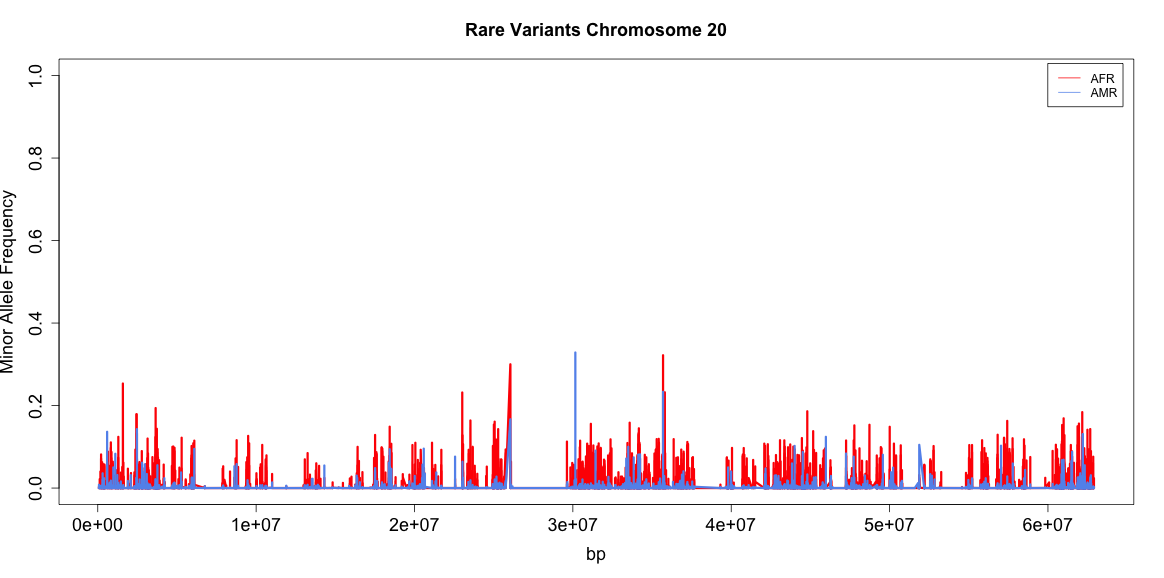 Rare Variants Chromosome 20
AFR
AMR
1.0
0.8
0.6
0.4
0.2
0.0
Minor Allele Frequency
0e+00 1e+07 2e+07 3e+07 4e+07 5e+07 6e+07
bp